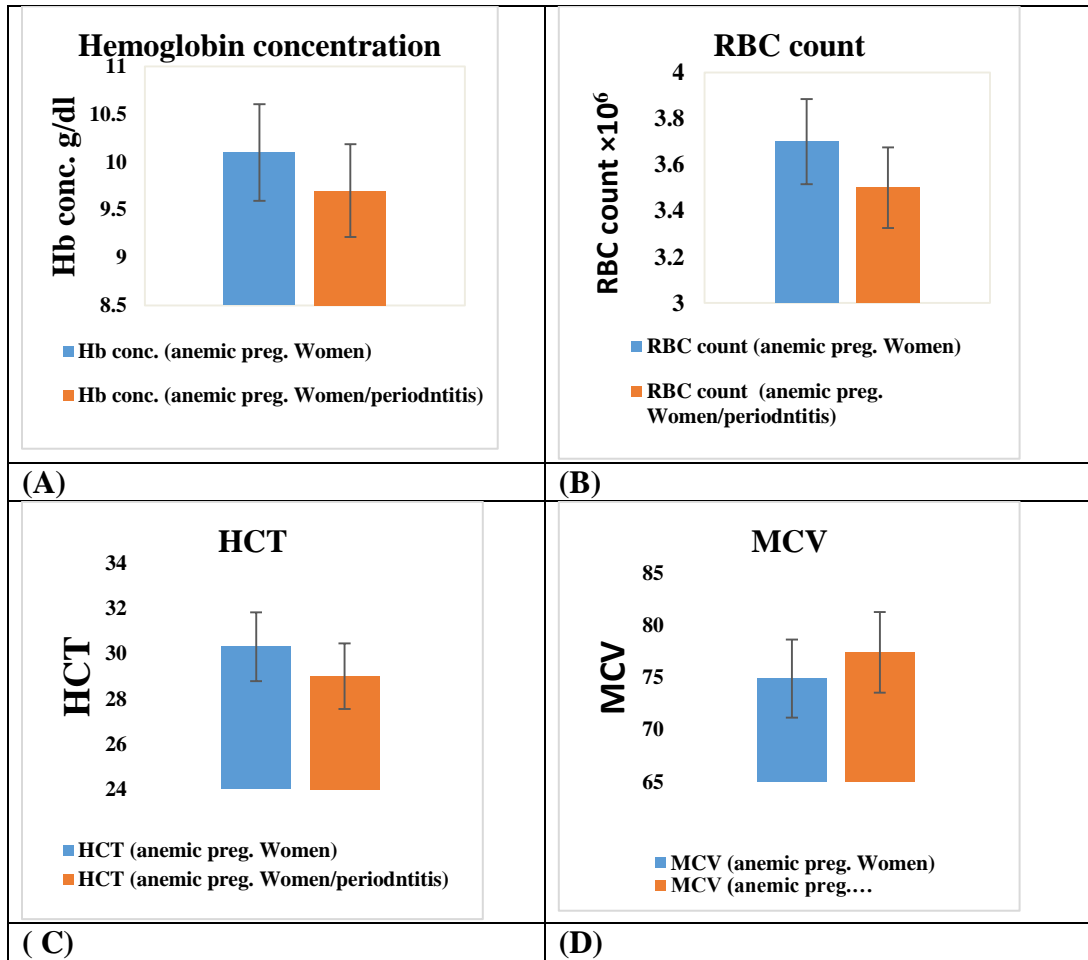 Hemoglobin concentration
Hb conc. g/dl
11
10.5
10
9.5
9
8.5
Hb conc. (anemic preg. Women)
Hb conc. (anemic preg. Women/periodntitis)
(A)
RBC count
RBC count ×10⁶
4
3.8
3.6
3.4
3.2
3
RBC count (anemic preg. Women)
RBC count (anemic preg.
Women/periodntitis)
(B)
HCT
HCT
34
32
30
28
26
24
HCT (anemic preg. Women)
HCT (anemic preg. Women/periodntitis)
( C)
MCV
MCV
85
80
75
70
65
MCV (anemic preg. Women)
MCV (anemic preg.…
(D)